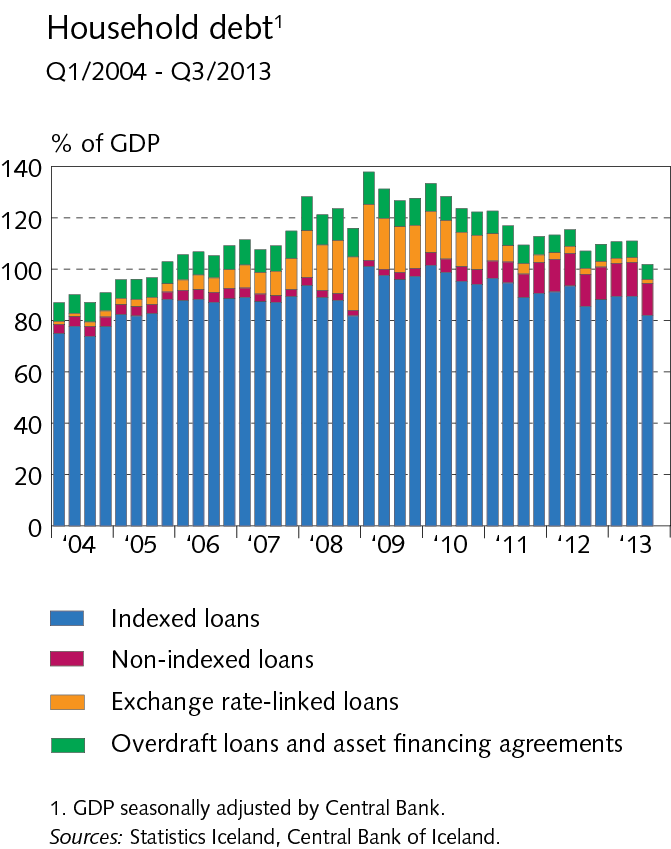 Household debt¹
Q1/2004 - Q3/2013
% of GDP
140
120
100
80
60
40
20
0
‘04 ‘05 ‘06 ‘07 ‘08 ‘09 ‘10 ‘11 ‘12 ‘13
Indexed loans
Non-indexed loans
Exchange rate-linked loans
Overdraft loans and asset financing agreements
1. GDP seasonally adjusted by Central Bank.
Sources: Statistics Iceland, Central Bank of Iceland.